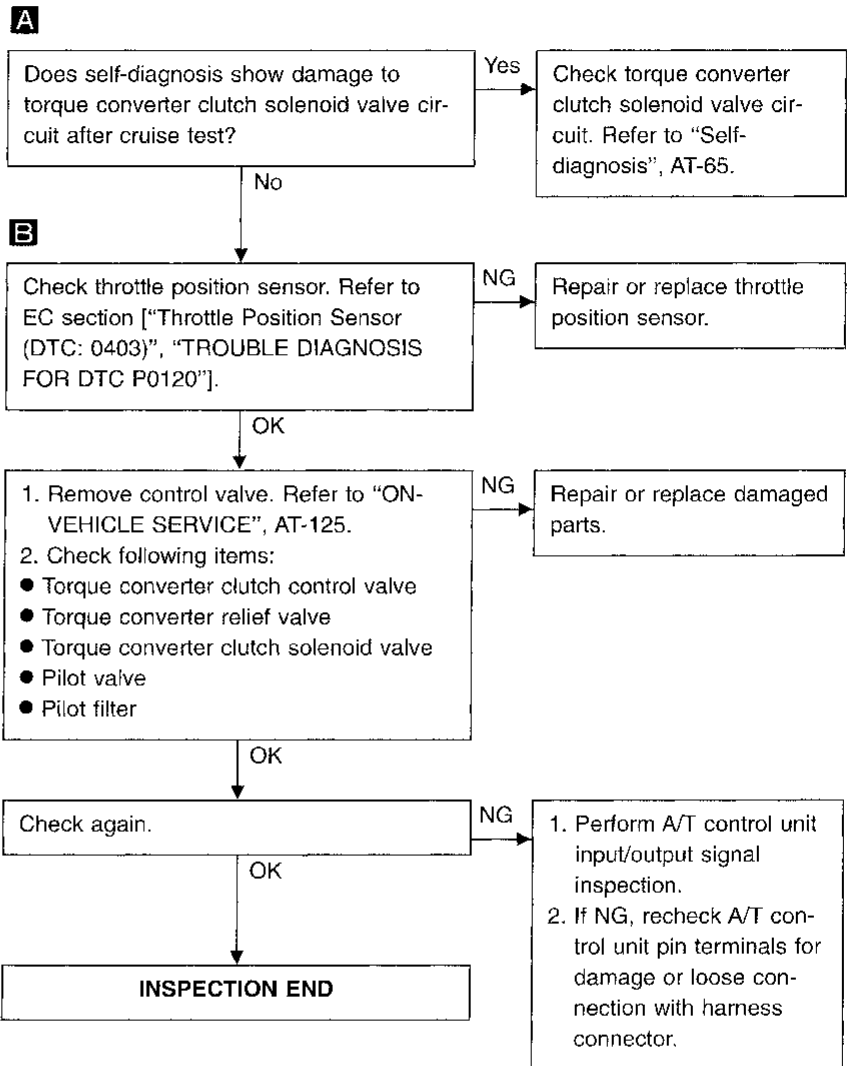 A
Does self-diagnosis show damage to
torque converter clutch solenoid valve cir-
cuit after cruise test?
Yes
Check torque converter
clutch solenoid valve cir-
cuit. Refer to "Self-
diagnosis", AT-65.
No
B
Check throttle position sensor. Refer to
EC section ["Throttle Position Sensor
(DTC: 0403)", "TROUBLE DIAGNOSIS
FOR DTC P0120"].
NG
Repair or replace throttle
position sensor.
OK
1. Remove control valve. Refer to "ON-
VEHICLE SERVICE", AT-125.
2. Check following items:
● Torque converter clutch control valve
● Torque converter relief valve
● Torque converter clutch solenoid valve
● Pilot valve
● Pilot filter
NG
Repair or replace damaged
parts.
OK
Check again.
NG
1. Perform A/T control unit
input/output signal
inspection.
2. If NG, recheck A/T con-
trol unit pin terminals for
damage or loose con-
nection with harness
connector.
OK
INSPECTION END